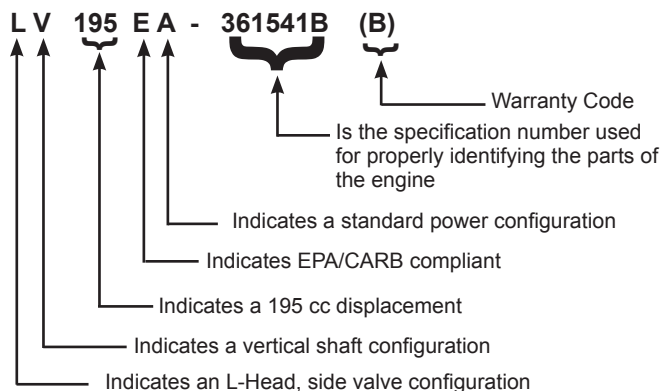 L V 195 E A - 361541B (B)
Warranty Code
Is the specification number used
for properly identifying the parts of
the engine
Indicates a standard power configuration
Indicates EPA/CARB compliant
Indicates a 195 cc displacement
Indicates a vertical shaft configuration
Indicates an L-Head, side valve configuration